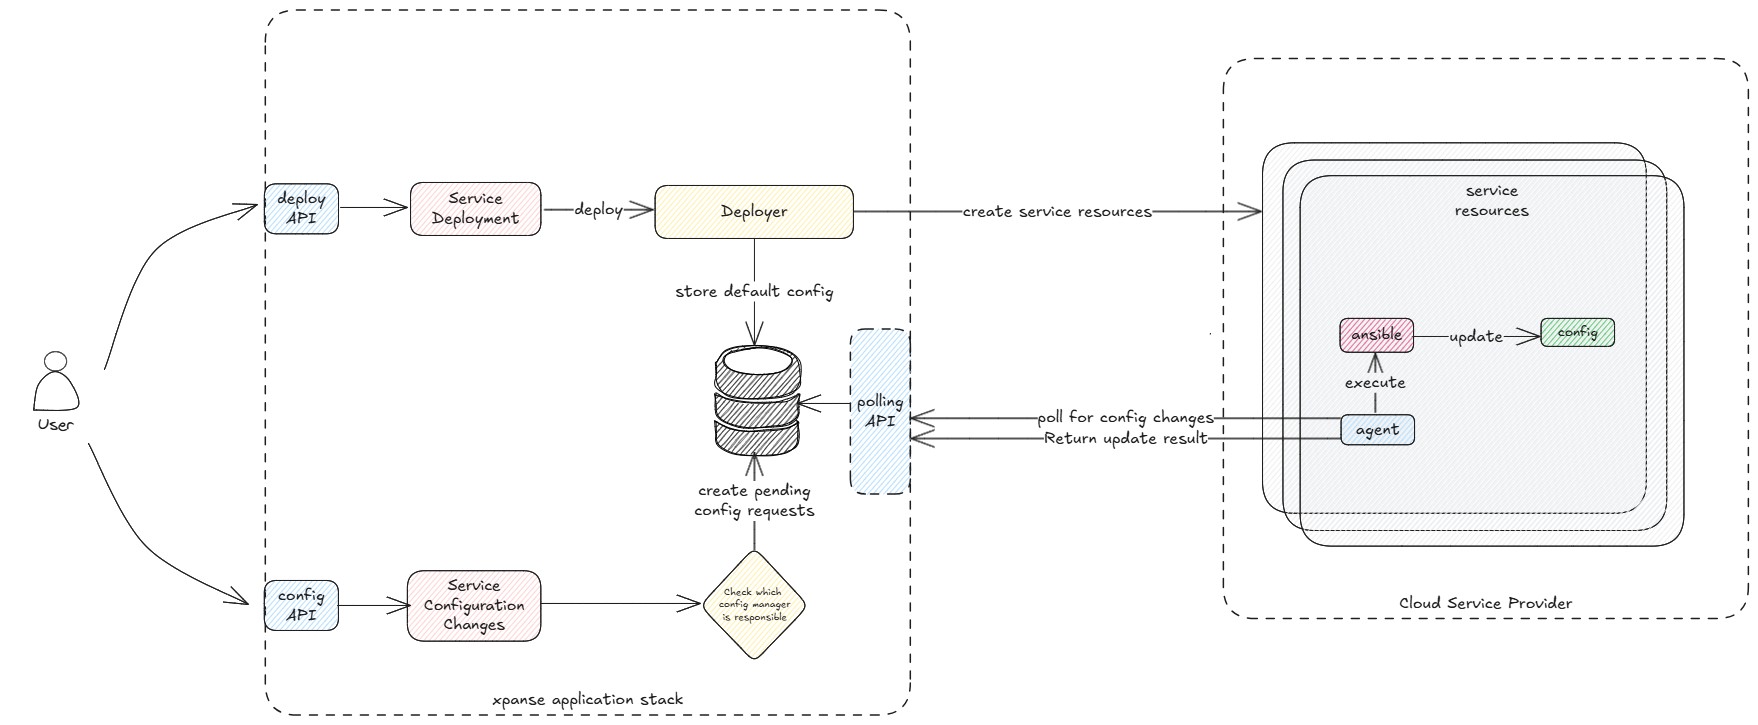 deploy
API
Service
Deployment
deploy
Deployer
create service resources
service
resources
store default config
ansible
update
config
execute
User
polling
API
poll for config changes
Return update result
agent
create pending
config requests
config
API
Service
Configuration
Changes
Check which
config manager
is responsible
Cloud Service Provider
xpanse application stack